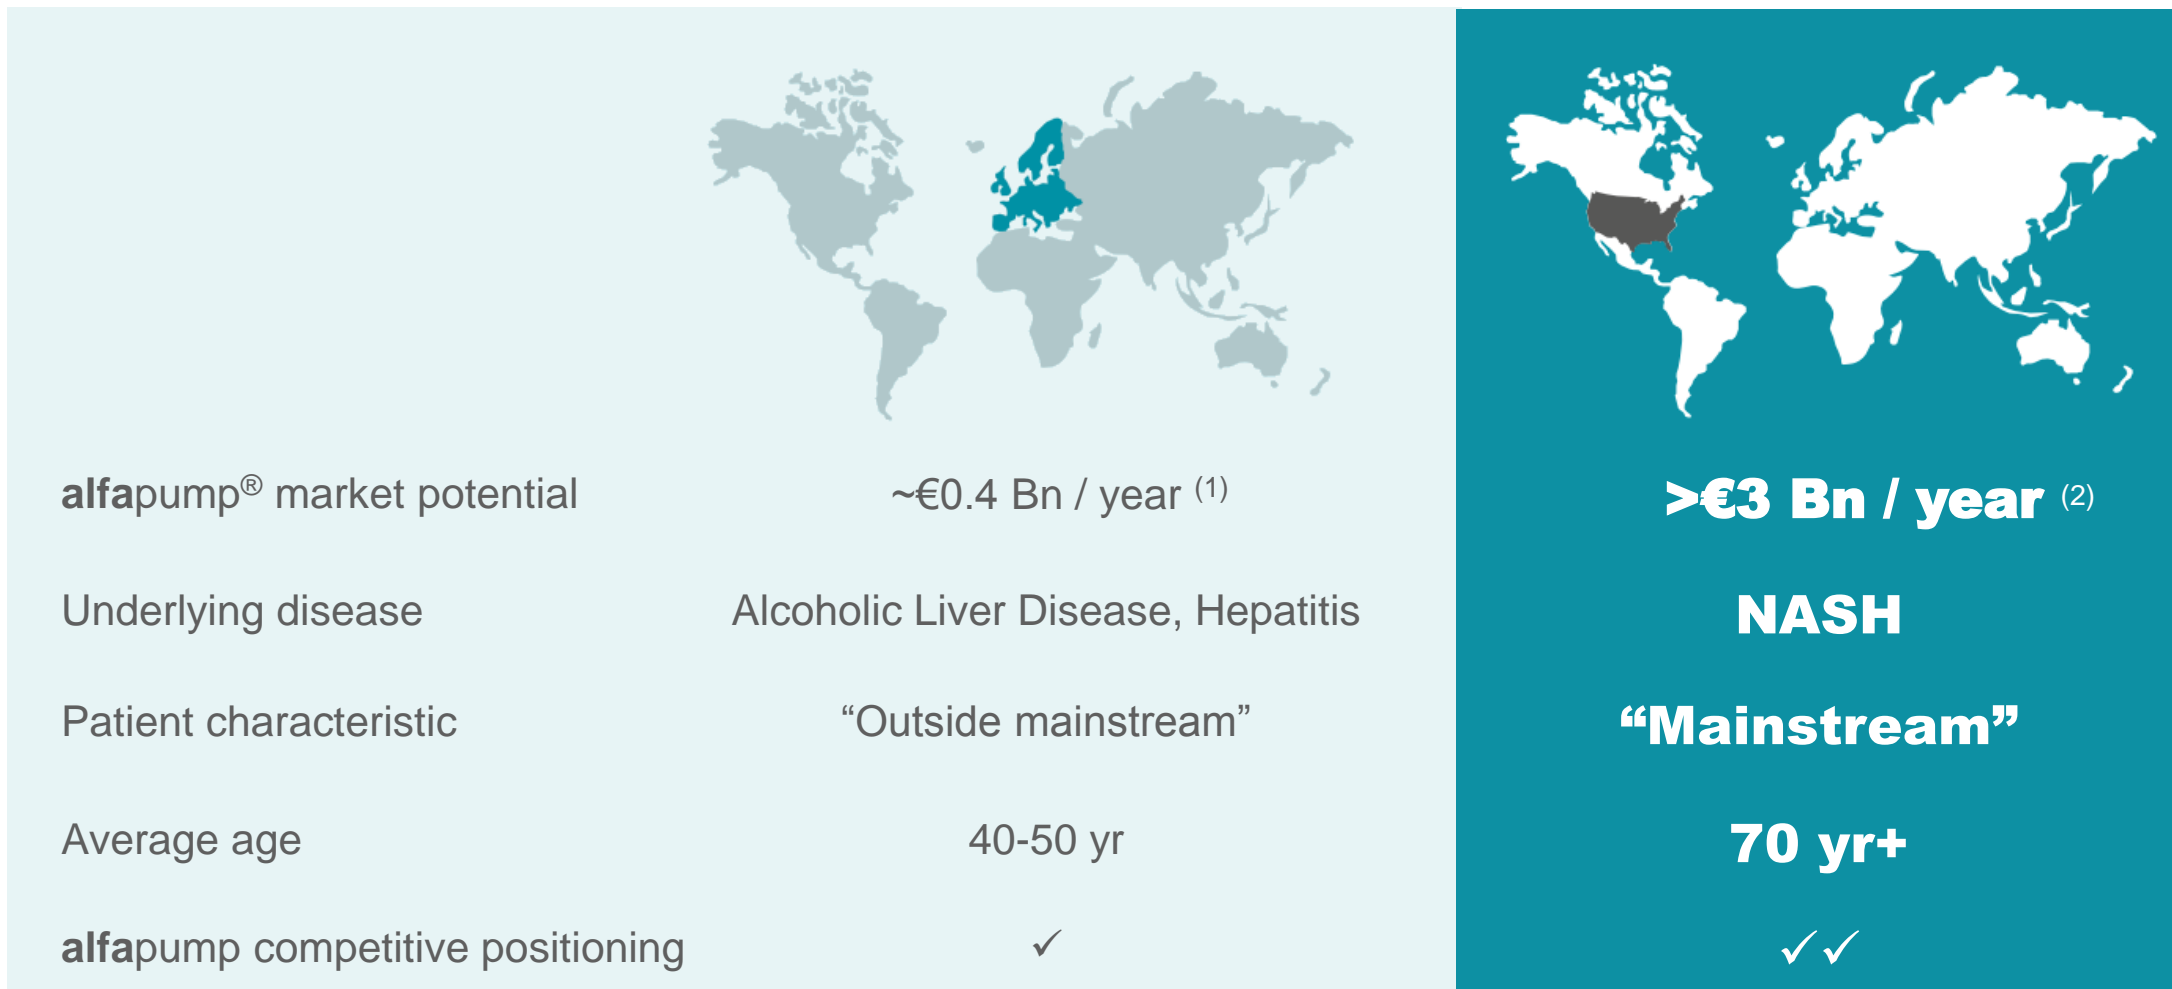 alfapump® market potential ~€0.4 Bn / year (1) >€3 Bn / year (2)
Underlying disease Alcoholic Liver Disease, Hepatitis NASH
Patient characteristic “Outside mainstream” “Mainstream”
Average age 40-50 yr 70 yr+
alfapump competitive positioning ✓ ✓✓